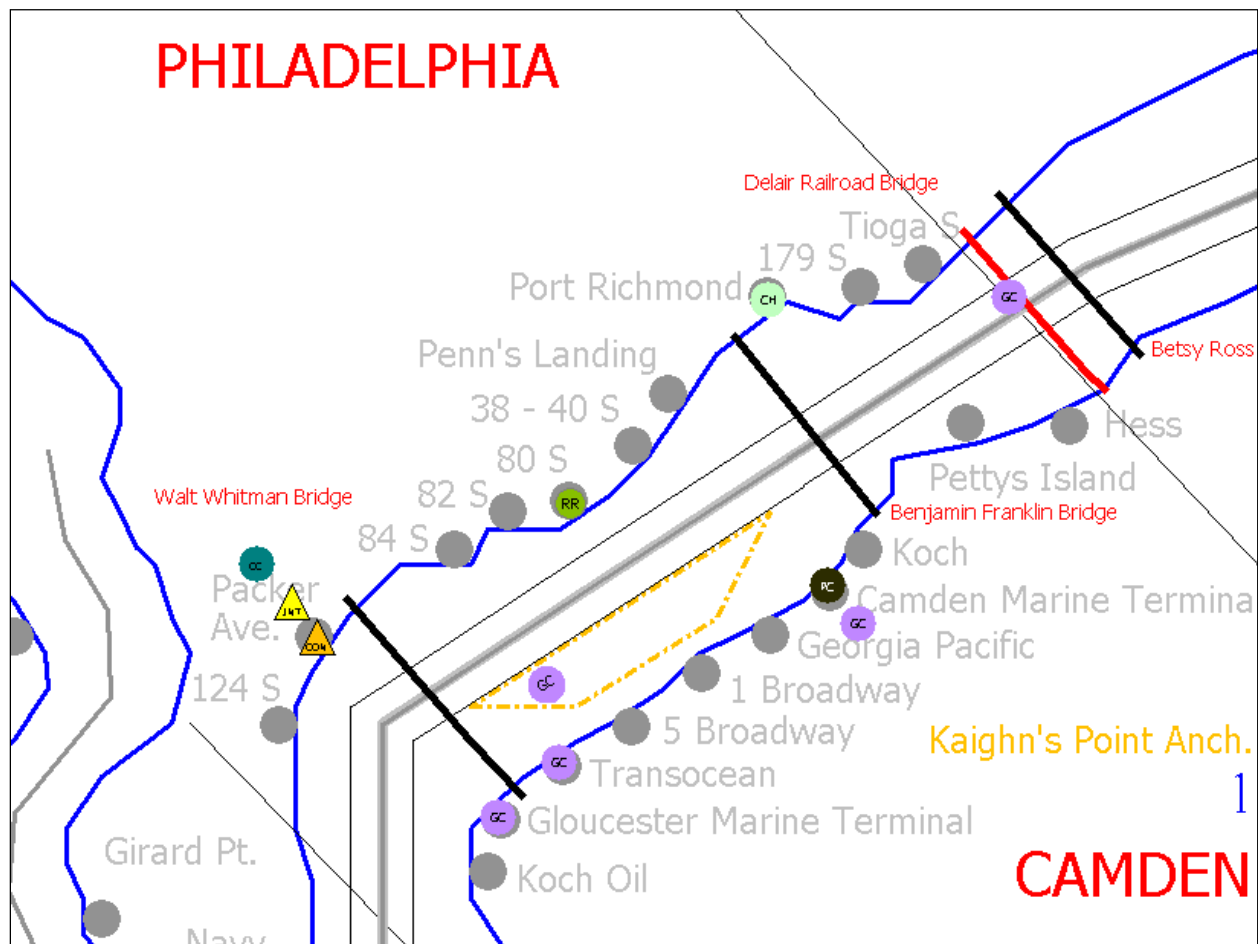 PHILADELPHIA
Delair Railroad Bridge
Tioga S
179 S
Port Richmond
CH
GC
Betsy Ross
Penn's Landing
38 - 40 S
Hess
80 S
Pettys Island
Walt Whitman Bridge
82 S
RR
Benjamin Franklin Bridge
84 S
Koch
CC
Packer
Ave.
INT
CON
Camden Marine Termina
GC
Georgia Pacific
124 S
GC
1 Broadway
5 Broadway
Kaighn's Point Anch.
GC
Transocean
1
GC
Gloucester Marine Terminal
Girard Pt.
Koch Oil
CAMDEN